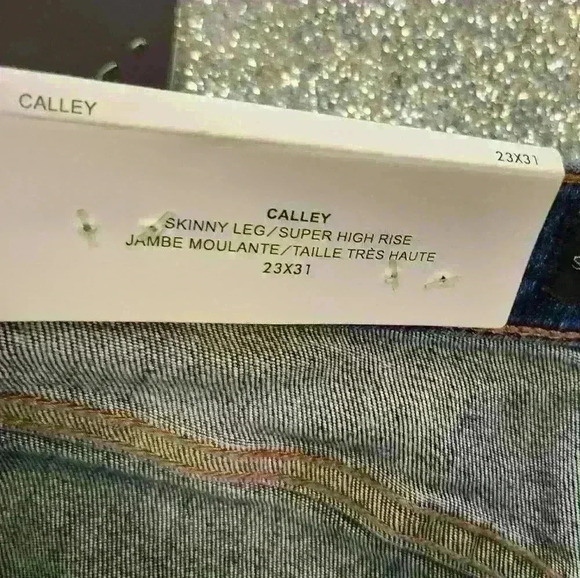 CALLEY
23X31
CALLEY
SKINNY LEG/SUPER HIGH RISE
JAMBE MOULANTE/TAILLE TRÈS HAUTE
23X31